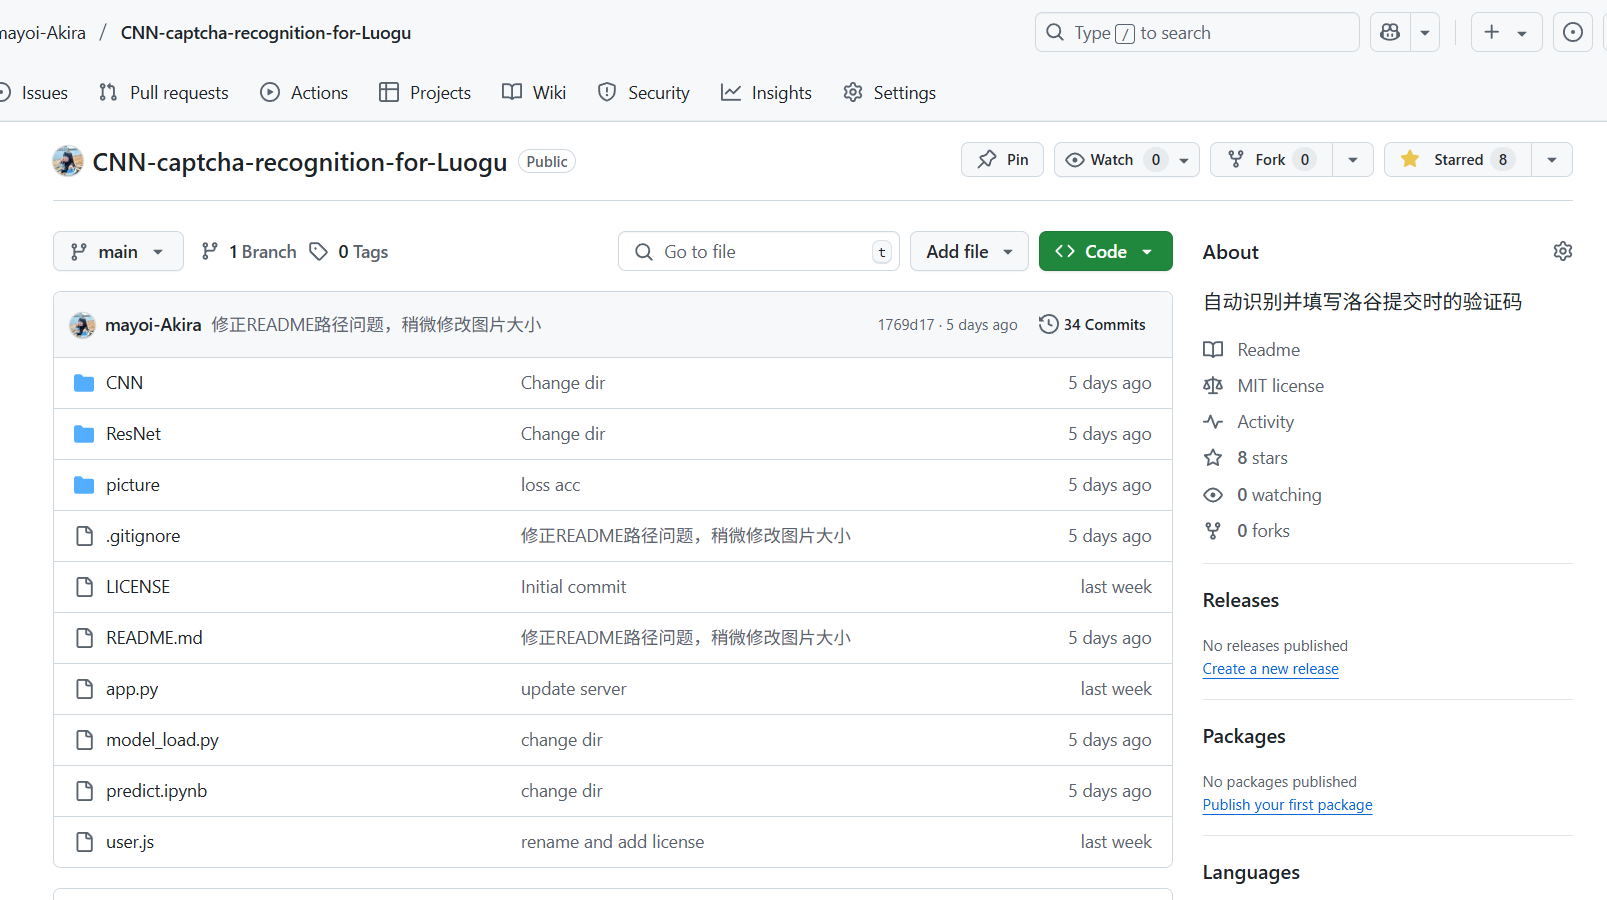 mayoi-Akira / CNN-captcha-recognition-for-Luogu
Type / to search
Issues Pull requests Actions Projects Wiki Security Insights Settings
CNN-captcha-recognition-for-Luogu Public
Pin Watch 0 Fork 0 Starred 8
main 1 Branch 0 Tags
Go to file t Add file Code
mayoi-Akira 修正README路径问题，稍微修改图片大小 1769d17 · 5 days ago 34 Commits
CNN Change dir 5 days ago
ResNet Change dir 5 days ago
picture loss acc 5 days ago
.gitignore 修正README路径问题，稍微修改图片大小 5 days ago
LICENSE Initial commit last week
README.md 修正README路径问题，稍微修改图片大小 5 days ago
app.py update server last week
model_load.py change dir 5 days ago
predict.ipynb change dir 5 days ago
user.js rename and add license last week
About
自动识别并填写洛谷提交时的验证码
Readme
MIT license
Activity
8 stars
0 watching
0 forks
Releases
No releases published
Create a new release
Packages
No packages published
Publish your first package
Languages